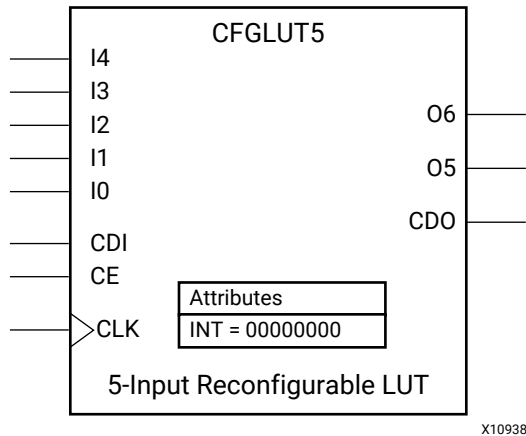 CFGLUT5
I4
I3
I2
I1
I0
CDI
CE
CLK
O6
O5
CDO
Attributes
INT = 00000000
5-Input Reconfigurable LUT
X10938